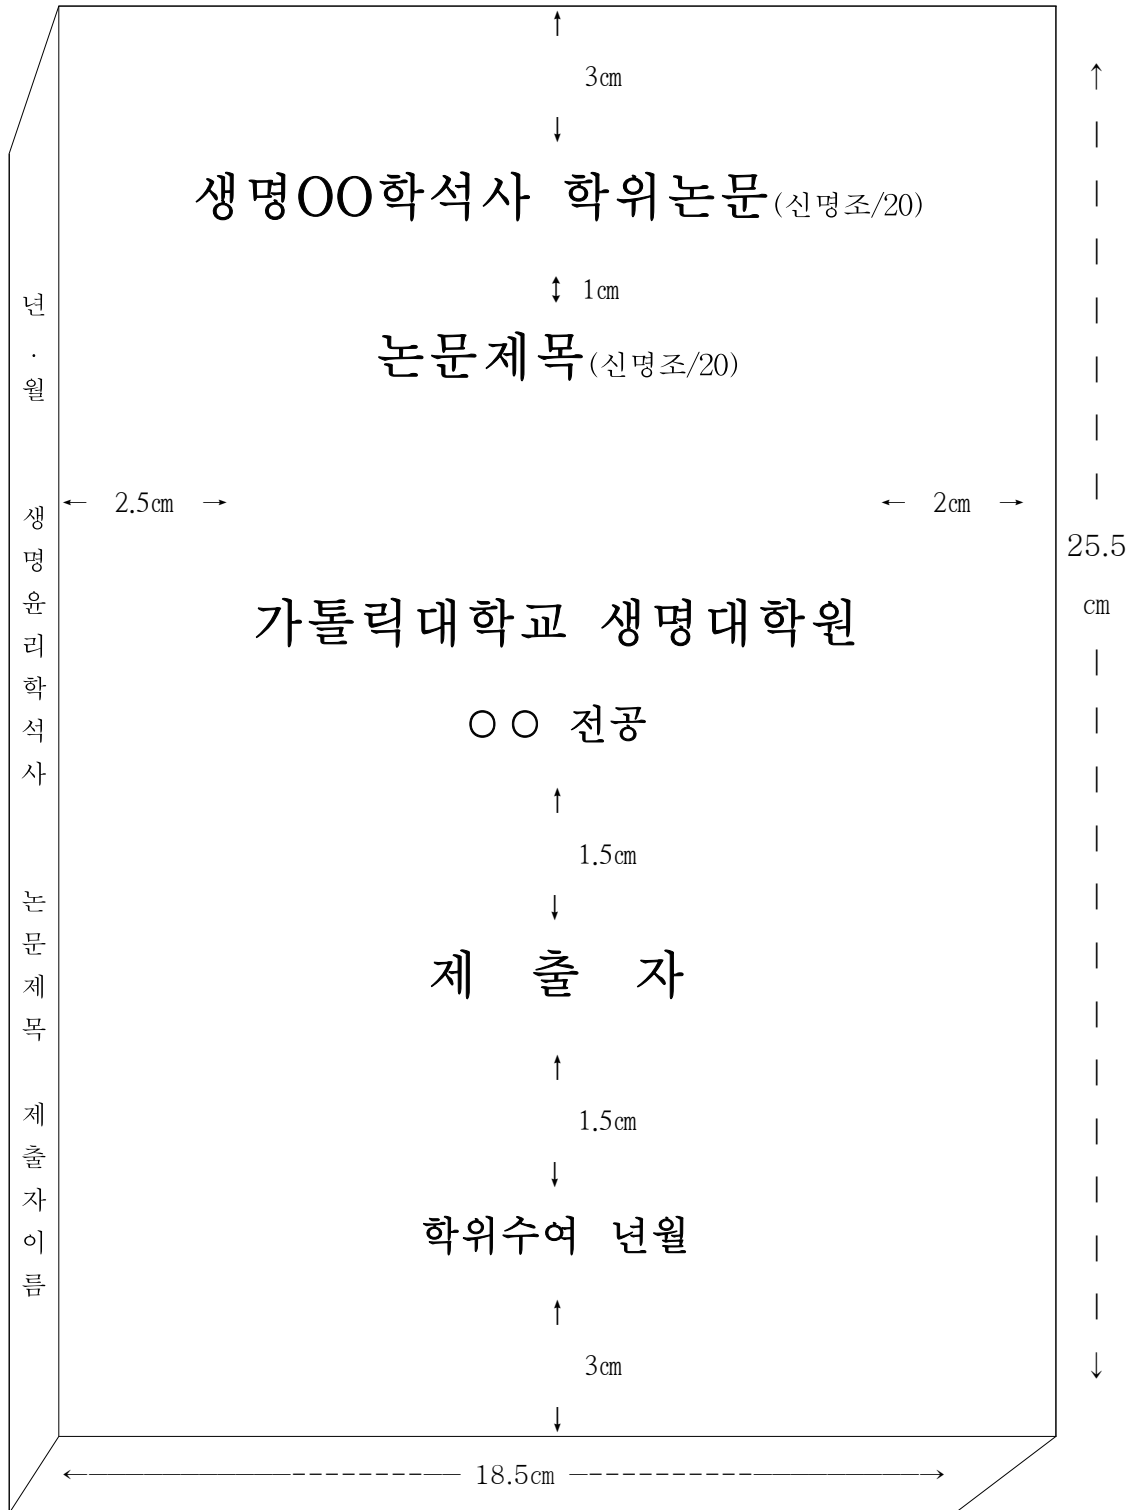 3㎝
생명OO학석사 학위논문(신명조/20)
1㎝
논문제목(신명조/20)
2.5㎝
2㎝
가톨릭대학교 생명대학원
○○ 전공
1.5㎝
제 출 자
1.5㎝
학위수여 년월
3㎝
18.5㎝
25.5
㎝
년·월 생명윤리학석사 논문제목 제출자이름